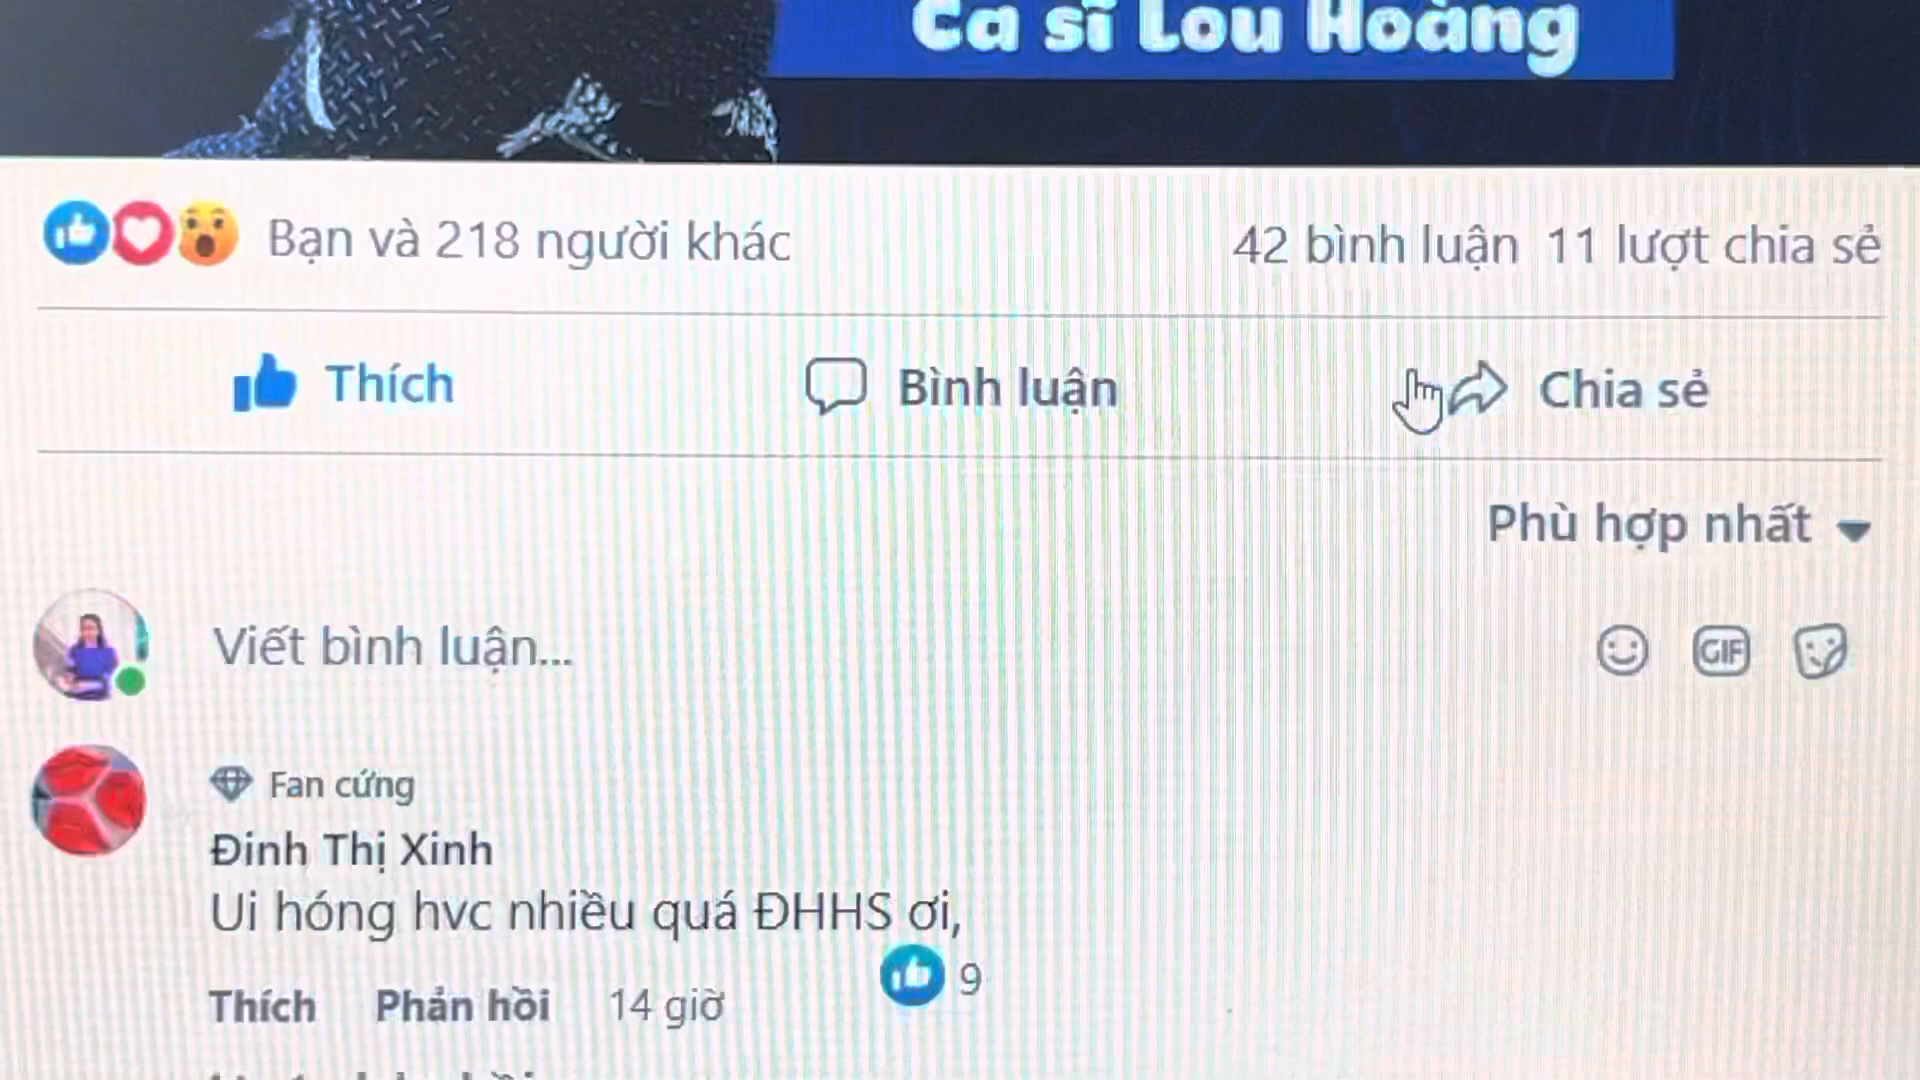 Ca sĩ Lou Hoàng
Bạn và 218 người khác
42 bình luận 11 lượt chia sẻ
Thích
Bình luận
Chia sẻ
Phù hợp nhất
Viết bình luận...
GIF
Fan cứng
Đinh Thị Xinh
Ui hóng hvc nhiều quá ĐHHS ơi,
9
Thích Phản hồi 14 giờ